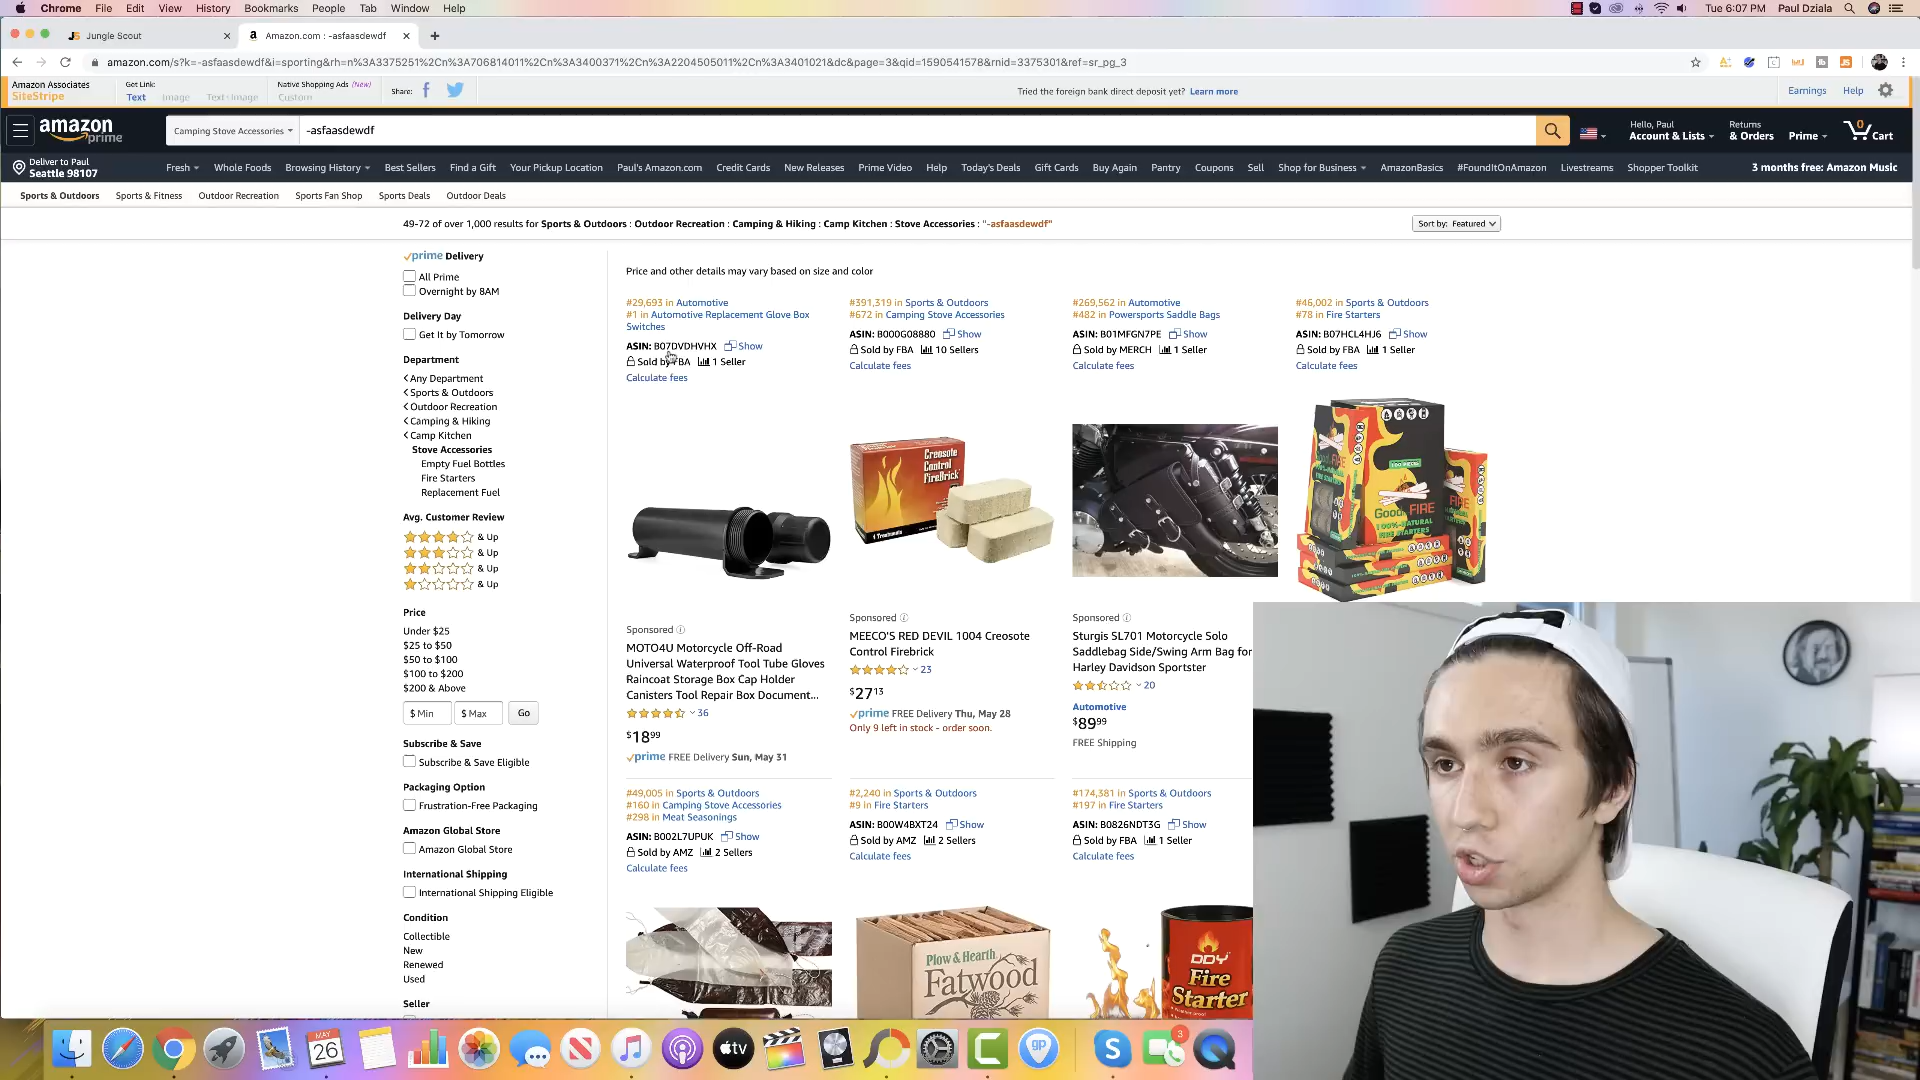 Chrome File Edit View History Bookmarks People Tab Window Help
Tue 6:07 PM Paul Dziala
Jungle Scout
Amazon.com : -asfaasdewdf
amazon.com/s?k=-asfaasdewdf&i=sporting&rh=n%3A3375251%2Cn%3A706814011%2Cn%3A3400371%2Cn%3A2204505011%2Cn%3A3401021&dc&page=3&qid=1590541578&rnid=3375301&ref=sr_pg_3
Amazon Associates
SiteStripe
Get Link:
Text Image Text+Image
Native Shopping Ads (New)
Custom
Share:
Tried the foreign bank direct deposit yet? Learn more
Earnings Help
amazon prime
Camping Stove Accessories
-asfaasdewdf
Hello, Paul
Account & Lists
Returns
& Orders
Prime
0
Cart
Deliver to Paul
Seattle 98107
Fresh Whole Foods Browsing History Best Sellers Find a Gift Your Pickup Location Paul's Amazon.com Credit Cards New Releases Prime Video Help Today's Deals Gift Cards Buy Again Pantry Coupons Sell Shop for Business AmazonBasics #FoundItOnAmazon Livestreams Shopper Toolkit
3 months free: Amazon Music
Sports & Outdoors Sports & Fitness Outdoor Recreation Sports Fan Shop Sports Deals Outdoor Deals
49-72 of over 1,000 results for Sports & Outdoors : Outdoor Recreation : Camping & Hiking : Camp Kitchen : Stove Accessories : "-asfaasdewdf"
Sort by: Featured
prime Delivery
All Prime
Overnight by 8AM
Delivery Day
Get It by Tomorrow
Department
Any Department
Sports & Outdoors
Outdoor Recreation
Camping & Hiking
Camp Kitchen
Stove Accessories
Empty Fuel Bottles
Fire Starters
Replacement Fuel
Avg. Customer Review
& Up
& Up
& Up
& Up
Price
Under $25
$25 to $50
$50 to $100
$100 to $200
$200 & Above
$ Min $ Max Go
Subscribe & Save
Subscribe & Save Eligible
Packaging Option
Frustration-Free Packaging
Amazon Global Store
Amazon Global Store
International Shipping
International Shipping Eligible
Condition
Collectible
New
Renewed
Used
Seller
Price and other details may vary based on size and color
#29,693 in Automotive
#1 in Automotive Replacement Glove Box
Switches
ASIN: B07DVDHVHX Show
Sold by FBA 1 Seller
Calculate fees
#391,319 in Sports & Outdoors
#672 in Camping Stove Accessories
ASIN: B000G08880 Show
Sold by FBA 10 Sellers
Calculate fees
#269,562 in Automotive
#482 in Powersports Saddle Bags
ASIN: B01MFGN7PE Show
Sold by MERCH 1 Seller
Calculate fees
#46,002 in Sports & Outdoors
#78 in Fire Starters
ASIN: B07HCL4HJ6 Show
Sold by FBA 1 Seller
Calculate fees
Creosote
Control
FireBrick
Good FIRE
100% NATURAL
FIRE STARTERS
Sponsored
MOTO4U Motorcycle Off-Road
Universal Waterproof Tool Tube Gloves
Raincoat Storage Box Cap Holder
Canisters Tool Repair Box Document...
36
$18.99
prime FREE Delivery Sun, May 31
Sponsored
MEECO'S RED DEVIL 1004 Creosote
Control Firebrick
23
$27.13
prime FREE Delivery Thu, May 28
Only 9 left in stock - order soon.
Sponsored
Sturgis SL701 Motorcycle Solo
Saddlebag Side/Swing Arm Bag for
Harley Davidson Sportster
20
Automotive
$89.99
FREE Shipping
#49,005 in Sports & Outdoors
#160 in Camping Stove Accessories
#298 in Meat Seasonings
ASIN: B002L7UPUK Show
Sold by AMZ 2 Sellers
Calculate fees
#2,240 in Sports & Outdoors
#9 in Fire Starters
ASIN: B00W4BXT24 Show
Sold by AMZ 2 Sellers
Calculate fees
#174,381 in Sports & Outdoors
#197 in Fire Starters
ASIN: B0826NDT3G Show
Sold by FBA 1 Seller
Calculate fees
Plow & Hearth
Fatwood
DDY
Fire
Starter
MAY
26
tv
gp
3